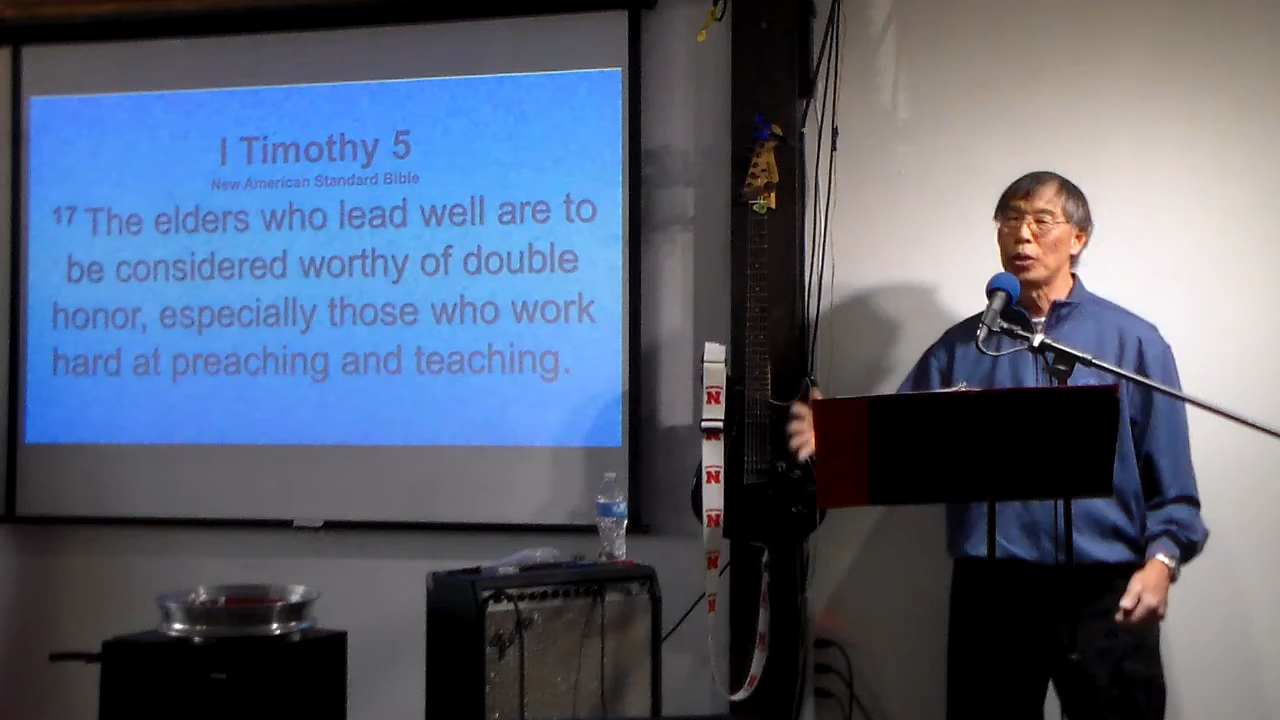 I Timothy 5
New American Standard Bible
17 The elders who lead well are to
be considered worthy of double
honor, especially those who work
hard at preaching and teaching.
N
N
N
N
N
N